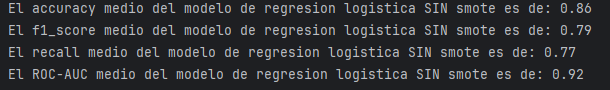 El accuracy medio del modelo de regresion logistica SIN smote es de: 0.86
El f1_score medio del modelo de regresion logistica SIN smote es de: 0.79
El recall medio del modelo de regresion logistica SIN smote es de: 0.77
El ROC-AUC medio del modelo de regresion logistica SIN smote es de: 0.92